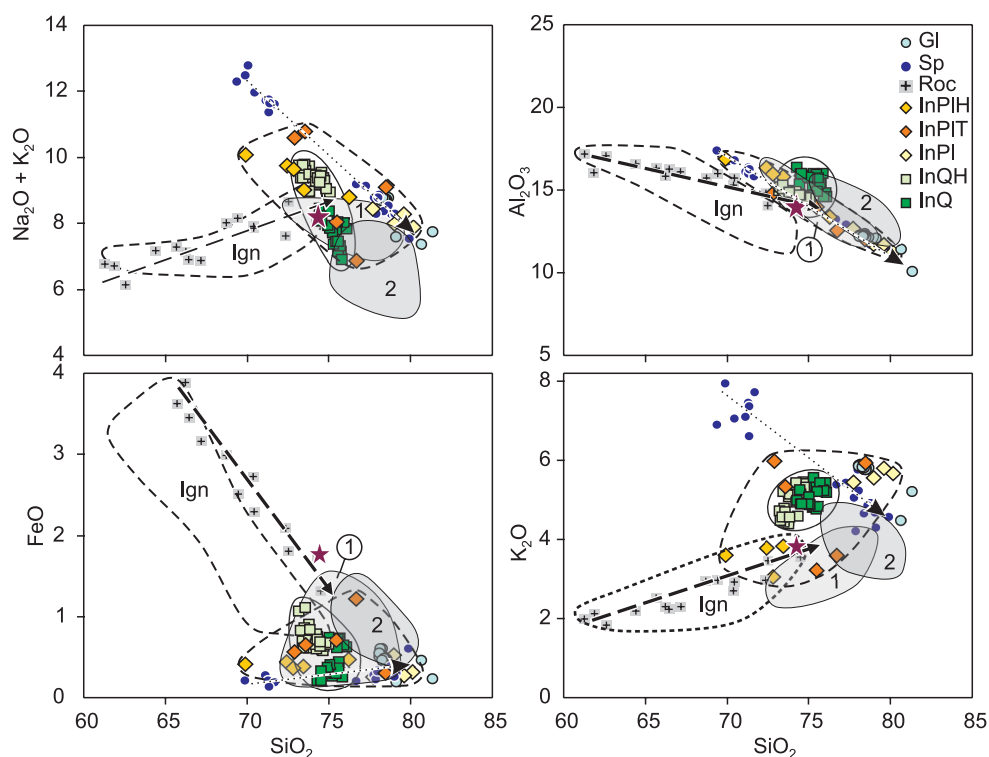 14
12
10
8
6
4
Na₂O + K₂O
Ign
1
2
25
20
15
10
5
Al₂O₃
Ign
1
2
Gl
Sp
Roc
InPlH
InPlT
InPl
InQH
InQ
4
3
2
1
0
FeO
Ign
1
2
60 65 70 75 80 85
SiO₂
8
6
4
2
0
K₂O
Ign
1
2
60 65 70 75 80 85
SiO₂